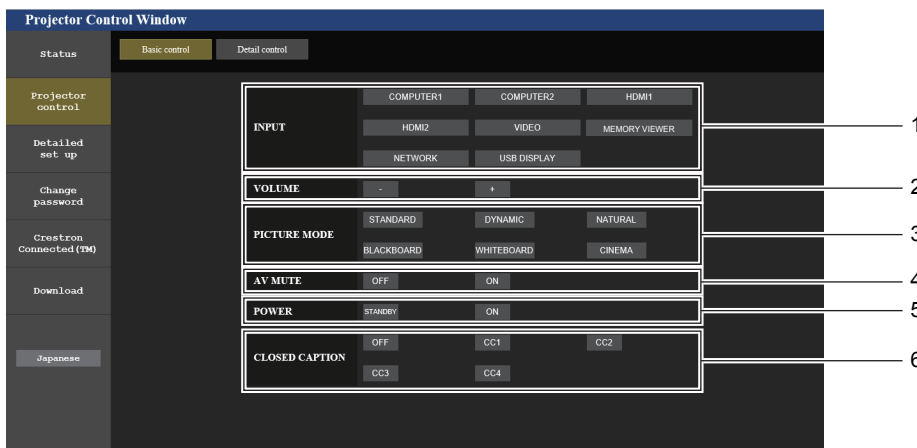 Projector Control Window
Status
Basic control Detail control
Projector
control
Detailed
set up
Change
password
Crestron
Connected(TM)
Download
Japanese
INPUT
COMPUTER1 COMPUTER2 HDMI1
HDMI2 VIDEO MEMORY VIEWER
NETWORK USB DISPLAY
1
VOLUME - +
2
PICTURE MODE
STANDARD DYNAMIC NATURAL
BLACKBOARD WHITEBOARD CINEMA
3
AV MUTE OFF ON
4
POWER STANDBY ON
5
CLOSED CAPTION
OFF CC1 CC2
CC3 CC4
6